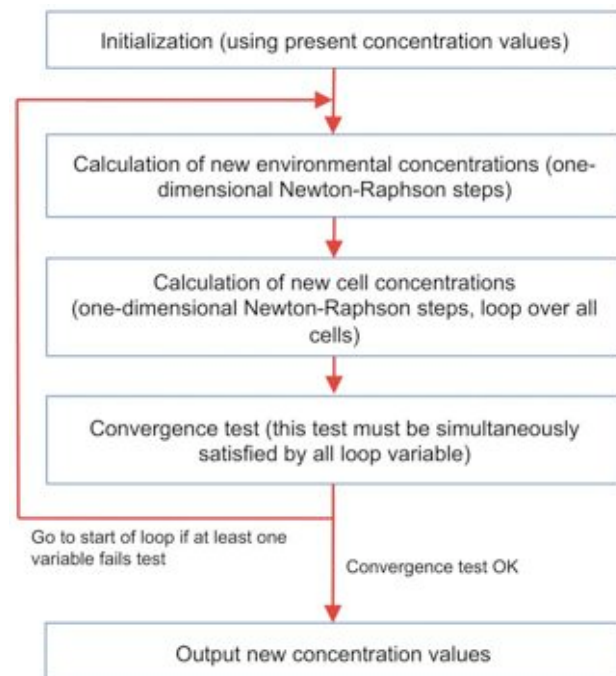 Initialization (using present concentration values)
Calculation of new environmental concentrations (one-
dimensional Newton-Raphson steps)
Calculation of new cell concentrations
(one-dimensional Newton-Raphson steps, loop over all
cells)
Convergence test (this test must be simultaneously
satisfied by all loop variable)
Go to start of loop if at least one
variable fails test
Convergence test OK
Output new concentration values